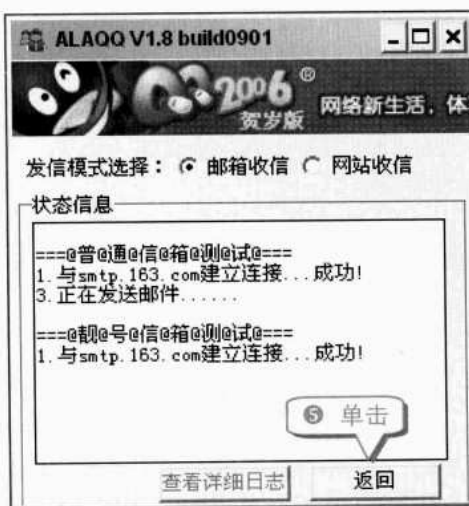 ALAQQ V1.8 build0901
2006®
贺岁版
网络新生活，体
发信模式选择： 邮箱收信 网站收信
状态信息
===@普@通@信@箱@测@试@===
1.与smtp.163.com建立连接...成功!
3.正在发送邮件......
===@靓@号@信@箱@测@试@===
1.与smtp.163.com建立连接...成功!
❺ 单击
查看详细日志 返回